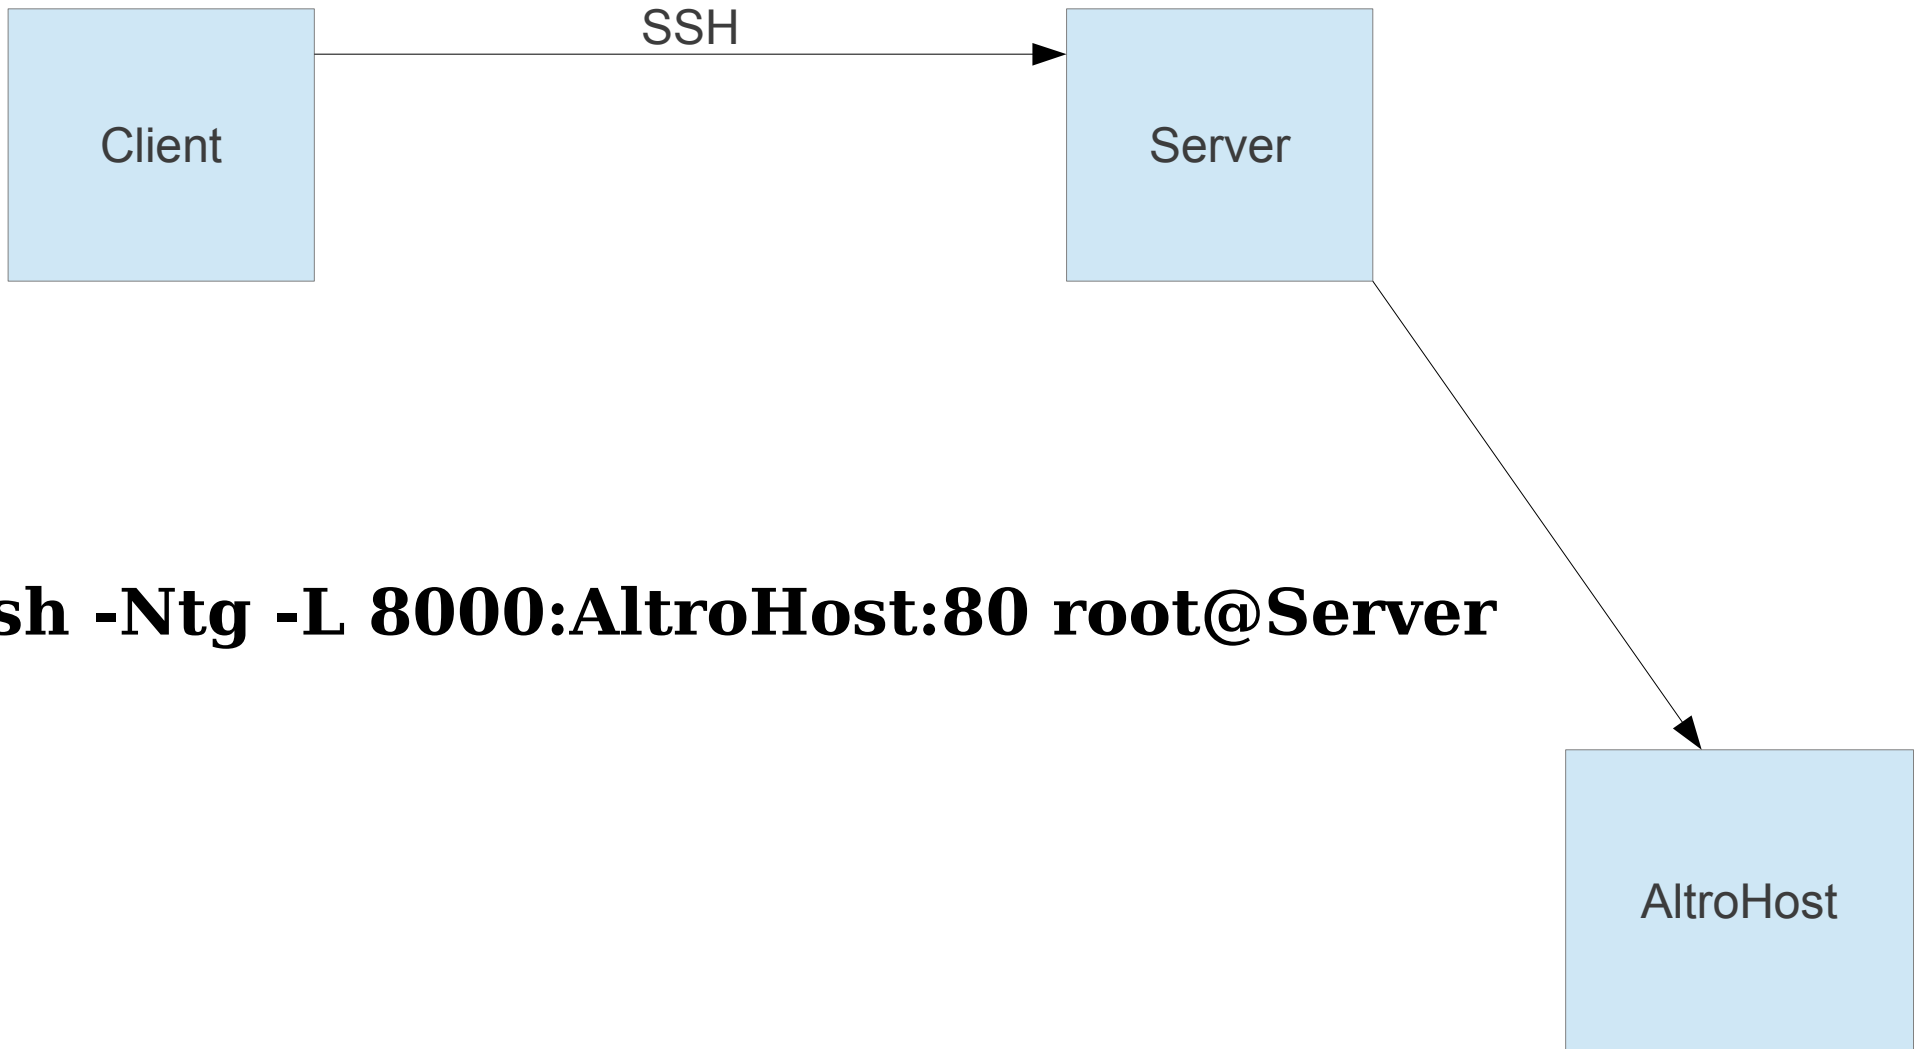 SSH
Client
Server
sh -Ntg -L 8000:AltroHost:80 root@Server
AltroHost